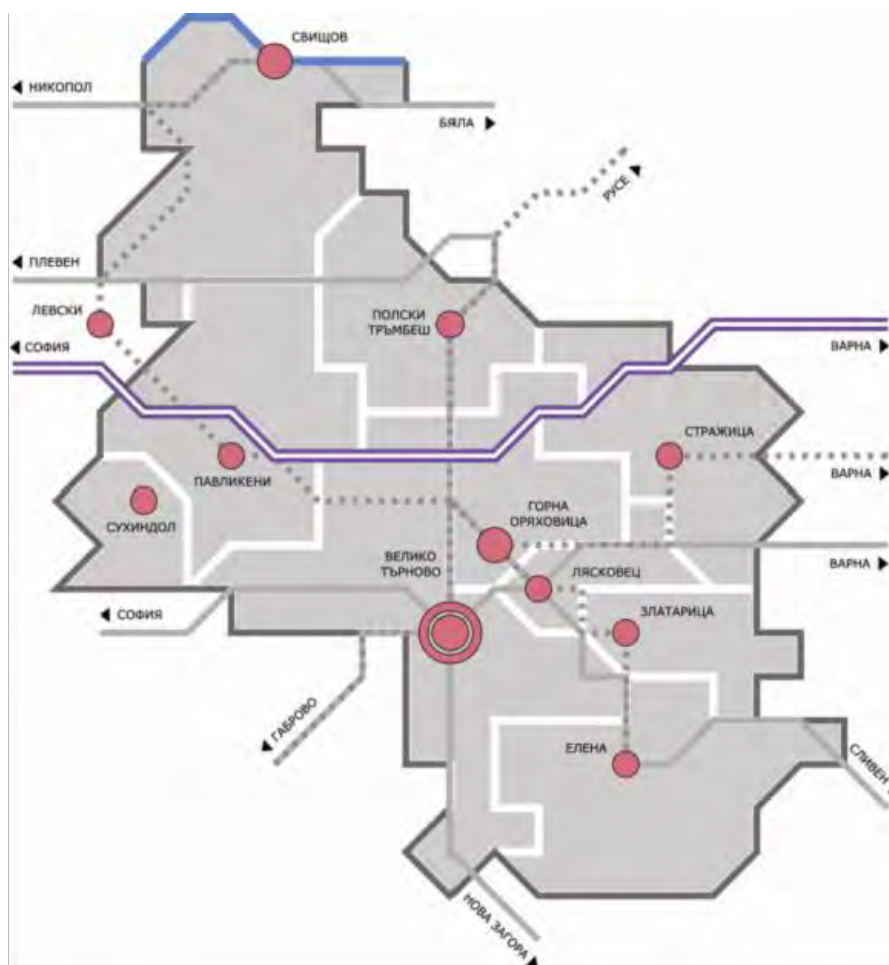 СВИЩОВ
НИКОПОЛ
БЯЛА
РУСЕ
ПЛЕВЕН
ЛЕВСКИ
ПОЛСКИ
ТРЪМБЕШ
СОФИЯ
ВАРНА
СТРАЖИЦА
ПАВЛИКЕНИ
ВАРНА
СУХИНДОЛ
ГОРНА
ОРЯХОВИЦА
ВЕЛИКО
ТЪРНОВО
ЛЯСКОВЕЦ
ВАРНА
СОФИЯ
ЗЛАТАРИЦА
ГАБРОВО
ЕЛЕНА
СЛИВЕН
НОВА ЗАГОРА